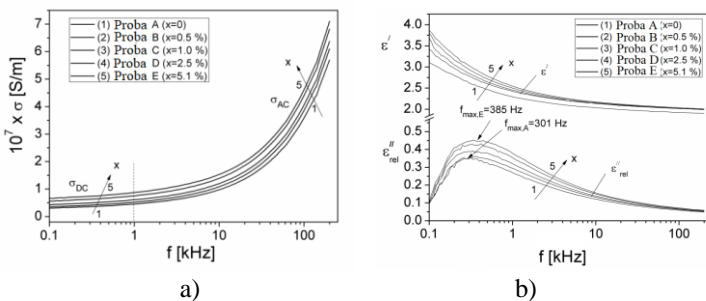 (1) Proba A (x=0)
(2) Proba B (x=0.5 %)
(3) Proba C (x=1.0 %)
(4) Proba D (x=2.5 %)
(5) Proba E (x=5.1 %)
x
5
σAC
1
x
σDC
5
1
10^7 x σ [S/m]
7
6
5
4
3
2
1
0
0.1
1
10
100
f [kHz]
a)
(1) Proba A (x=0)
(2) Proba B (x=0.5 %)
(3) Proba C (x=1.0 %)
(4) Proba D (x=2.5 %)
(5) Proba E (x=5.1 %)
ε'
4.0
3.5
3.0
2.5
2.0
5
x
ε'
1
fmax,E=385 Hz
fmax,A=301 Hz
ε''rel
0.5
0.4
0.3
0.2
0.1
0.0
5
x
ε''rel
1
0.1
1
10
100
f [kHz]
b)